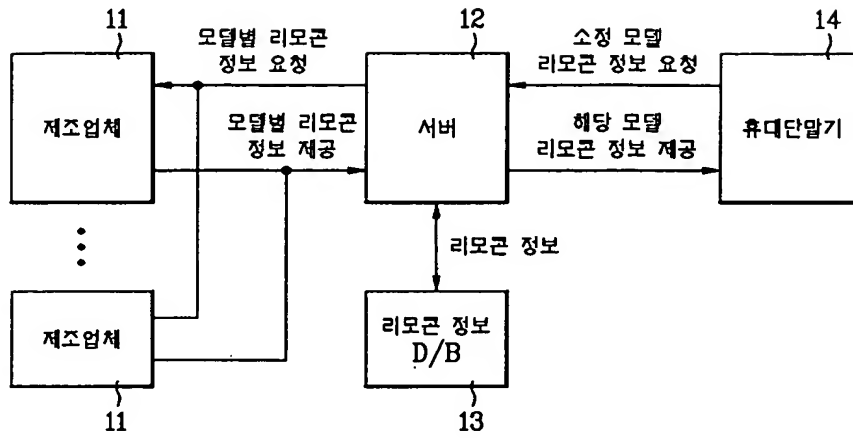 11
모델별 리모콘
정보 요청
12
소정 모델
리모콘 정보 요청
14
제조업체
모델별 리모콘
정보 제공
서버
해당 모델
리모콘 정보 제공
휴대단말기
리모콘 정보
제조업체
리모콘 정보
D/B
11
13